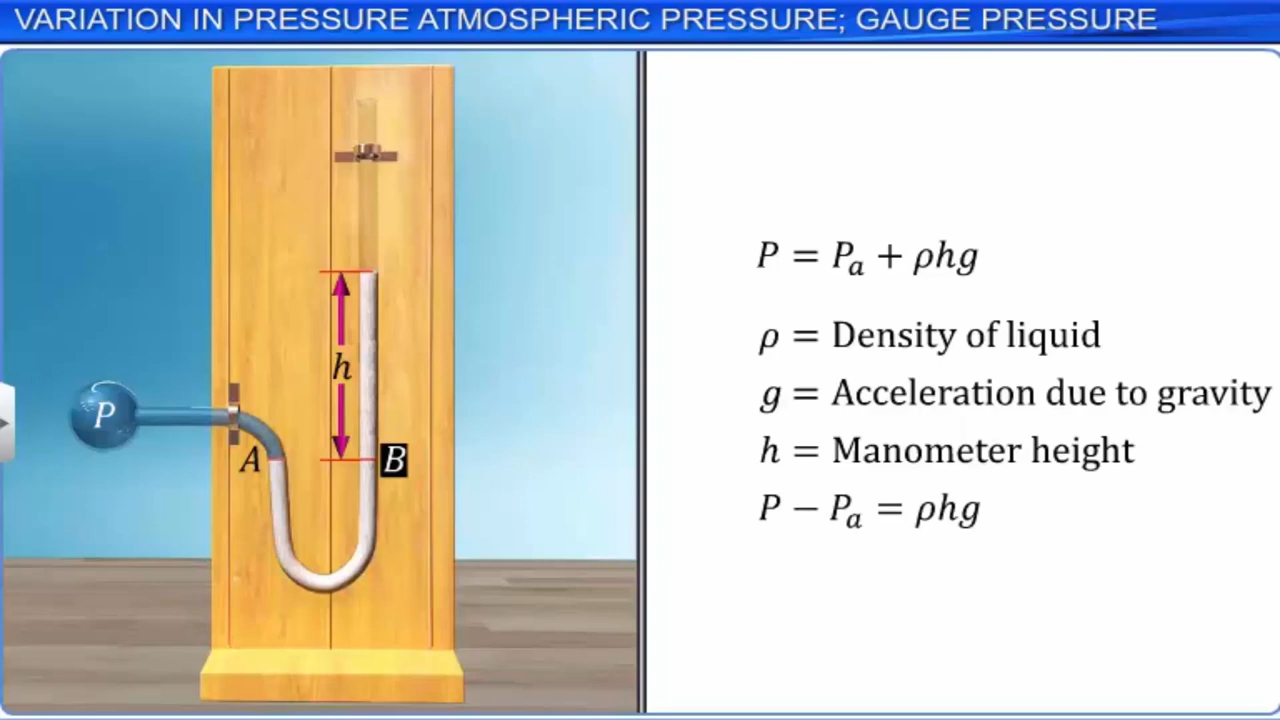 VARIATION IN PRESSURE ATMOSPHERIC PRESSURE; GAUGE PRESSURE
h
P
A
B
P = Pₐ + ρhg
ρ = Density of liquid
g = Acceleration due to gravity
h = Manometer height
P − Pₐ = ρhg